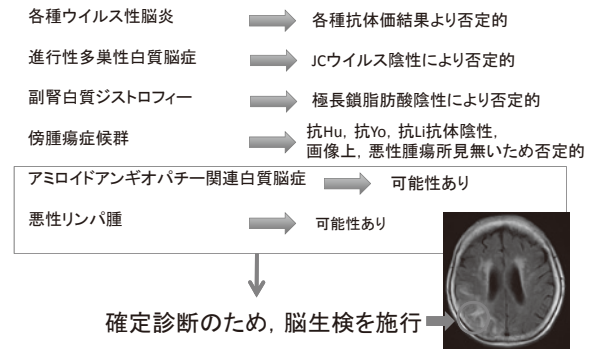 各種ウイルス性脳炎 各種抗体価結果より否定的
進行性多巣性白質脳症 JCウイルス陰性により否定的
副腎白質ジストロフィー 極長鎖脂肪酸陰性により否定的
傍腫瘍症候群 抗Hu, 抗Yo, 抗Li抗体陰性,
画像上, 悪性腫瘍所見無いため否定的
アミロイドアンギオパチー関連白質脳症 可能性あり
悪性リンパ腫 可能性あり
確定診断のため, 脳生検を施行